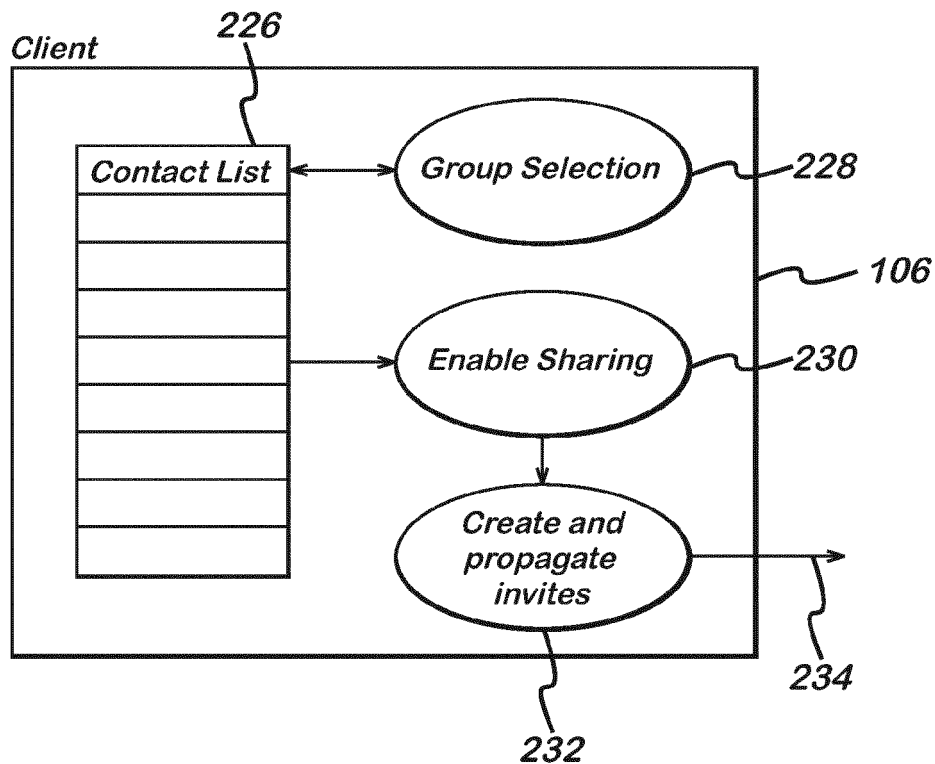 226
Client
Contact List
Group Selection
228
106
Enable Sharing
230
Create and
propagate
invites
234
232